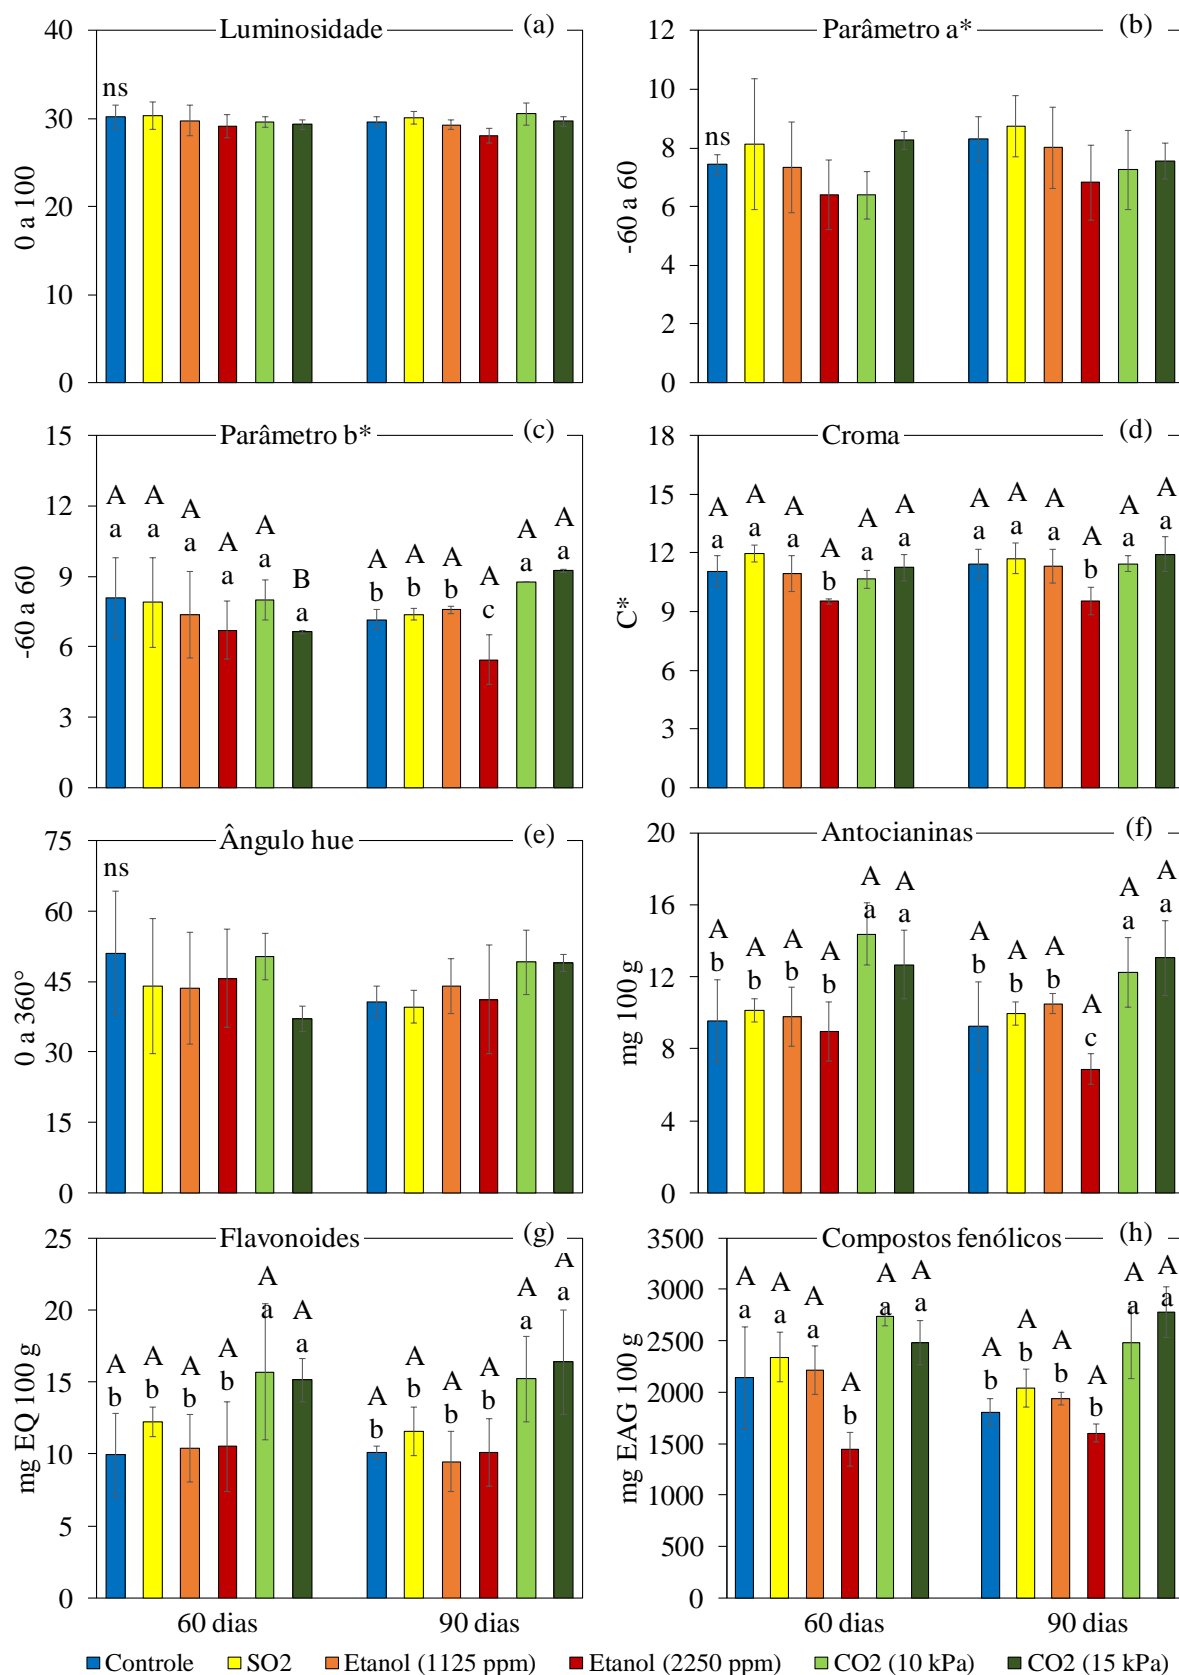 Luminosidade (a)
40
30
20
10
0
0 a 100
ns
Parâmetro a* (b)
12
10
8
6
4
2
0
-60 a 60
ns
Parâmetro b* (c)
15
12
9
6
3
0
-60 a 60
A A A A A B A A A A A A
a a a a a a b b b c a a
Croma (d)
18
15
12
9
6
3
0
C*
A A A A A A A A A A A A
a a a b a a a a a b a a
Ângulo hue (e)
75
60
45
30
15
0
0 a 360°
ns
Antocianinas (f)
20
16
12
8
4
0
mg 100 g
A A A A A A A A A A A A
b b b b a a b b b c a a
Flavonoides (g)
25
20
15
10
5
0
mg EQ 100 g
A A A A A A A A A A A A
b b b b a a b b b b a a
60 dias 90 dias
Compostos fenólicos (h)
3500
3000
2500
2000
1500
1000
500
0
mg EAG 100 g
A A A A A A A A A A A A
a a a b a a b b b b a a
60 dias 90 dias
Controle SO2 Etanol (1125 ppm) Etanol (2250 ppm) CO2 (10 kPa) CO2 (15 kPa)